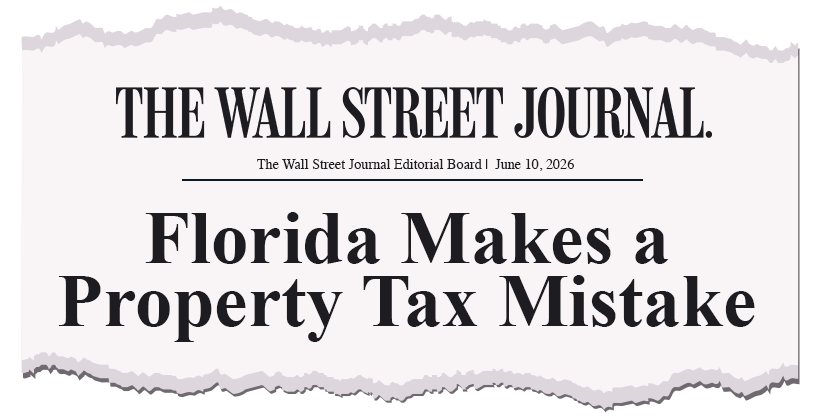 THE WALL STREET JOURNAL.
The Wall Street Journal Editorial Board | June 10, 2026
Florida Makes a
Property Tax Mistake